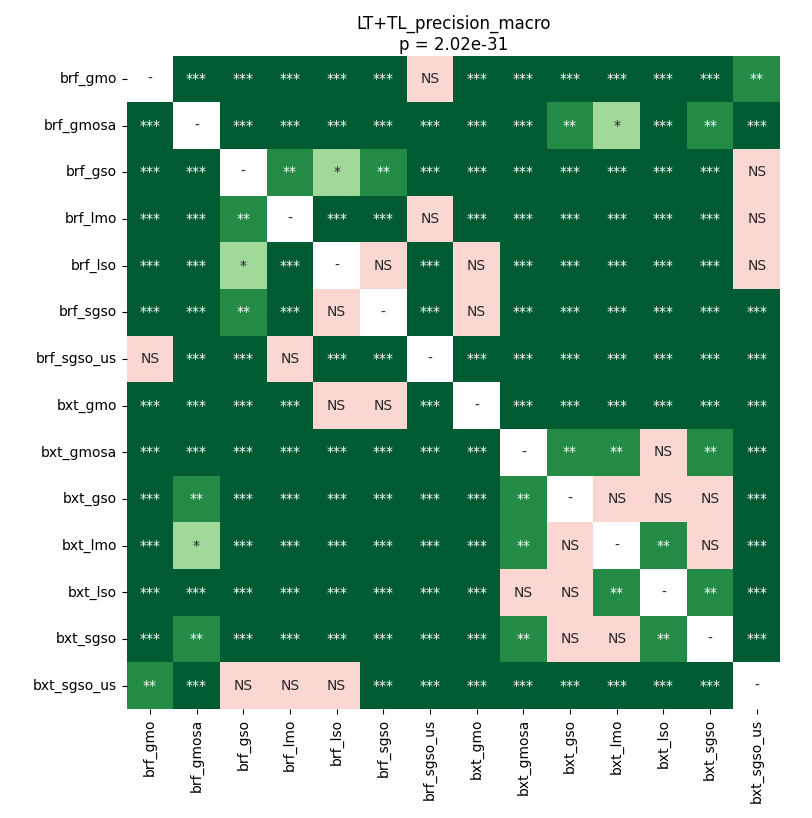 LT+TL_precision_macro
p = 2.02e-31
brf_gmo - *** *** *** *** *** NS *** *** *** *** *** *** **
brf_gmosa *** - *** *** *** *** *** *** *** ** * *** ** ***
brf_gso *** *** - ** * ** *** *** *** *** *** *** *** NS
brf_lmo *** *** ** - *** *** NS *** *** *** *** *** *** NS
brf_lso *** *** * *** - NS *** NS *** *** *** *** *** NS
brf_sgso *** *** ** *** NS - *** NS *** *** *** *** *** ***
brf_sgso_us NS *** *** NS *** *** - *** *** *** *** *** *** ***
bxt_gmo *** *** *** *** NS NS *** - *** *** *** *** *** ***
bxt_gmosa *** *** *** *** *** *** *** *** - ** ** NS ** ***
bxt_gso *** ** *** *** *** *** *** *** ** - NS NS NS ***
bxt_lmo *** * *** *** *** *** *** *** ** NS - ** NS ***
bxt_lso *** *** *** *** *** *** *** *** NS NS ** - ** ***
bxt_sgso *** ** *** *** *** *** *** *** ** NS NS ** - ***
bxt_sgso_us ** *** NS NS NS *** *** *** *** *** *** *** *** -
brf_gmo brf_gmosa brf_gso brf_lmo brf_lso brf_sgso brf_sgso_us bxt_gmo bxt_gmosa bxt_gso bxt_lmo bxt_lso bxt_sgso bxt_sgso_us